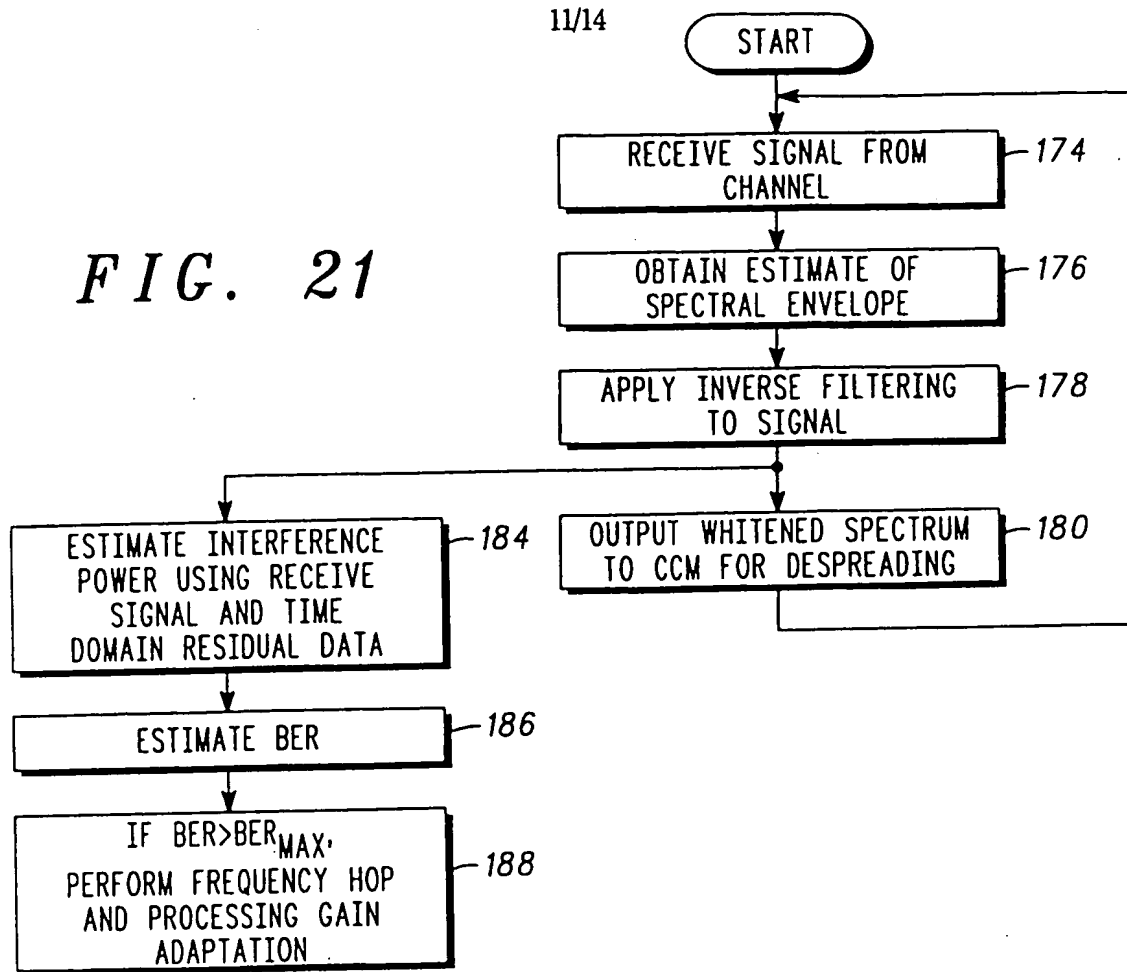 11/14
START
RECEIVE SIGNAL FROM
CHANNEL
174
OBTAIN ESTIMATE OF
SPECTRAL ENVELOPE
176
FIG. 21
APPLY INVERSE FILTERING
TO SIGNAL
178
ESTIMATE INTERFERENCE
POWER USING RECEIVE
SIGNAL AND TIME
DOMAIN RESIDUAL DATA
184
OUTPUT WHITENED SPECTRUM
TO CCM FOR DESPREADING
180
ESTIMATE BER
186
IF BER>BER MAX,
PERFORM FREQUENCY HOP
AND PROCESSING GAIN
ADAPTATION
188